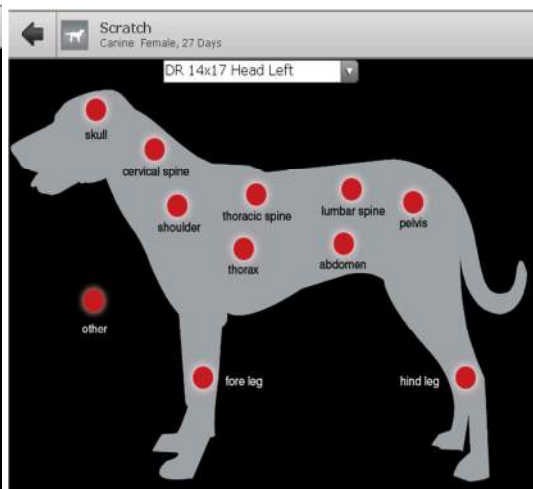 Scratch
Canine Female, 27 Days
DR 14x17 Head Left
skull
cervical spine
shoulder
thoracic spine
lumbar spine
pelvis
thorax
abdomen
other
fore leg
hind leg